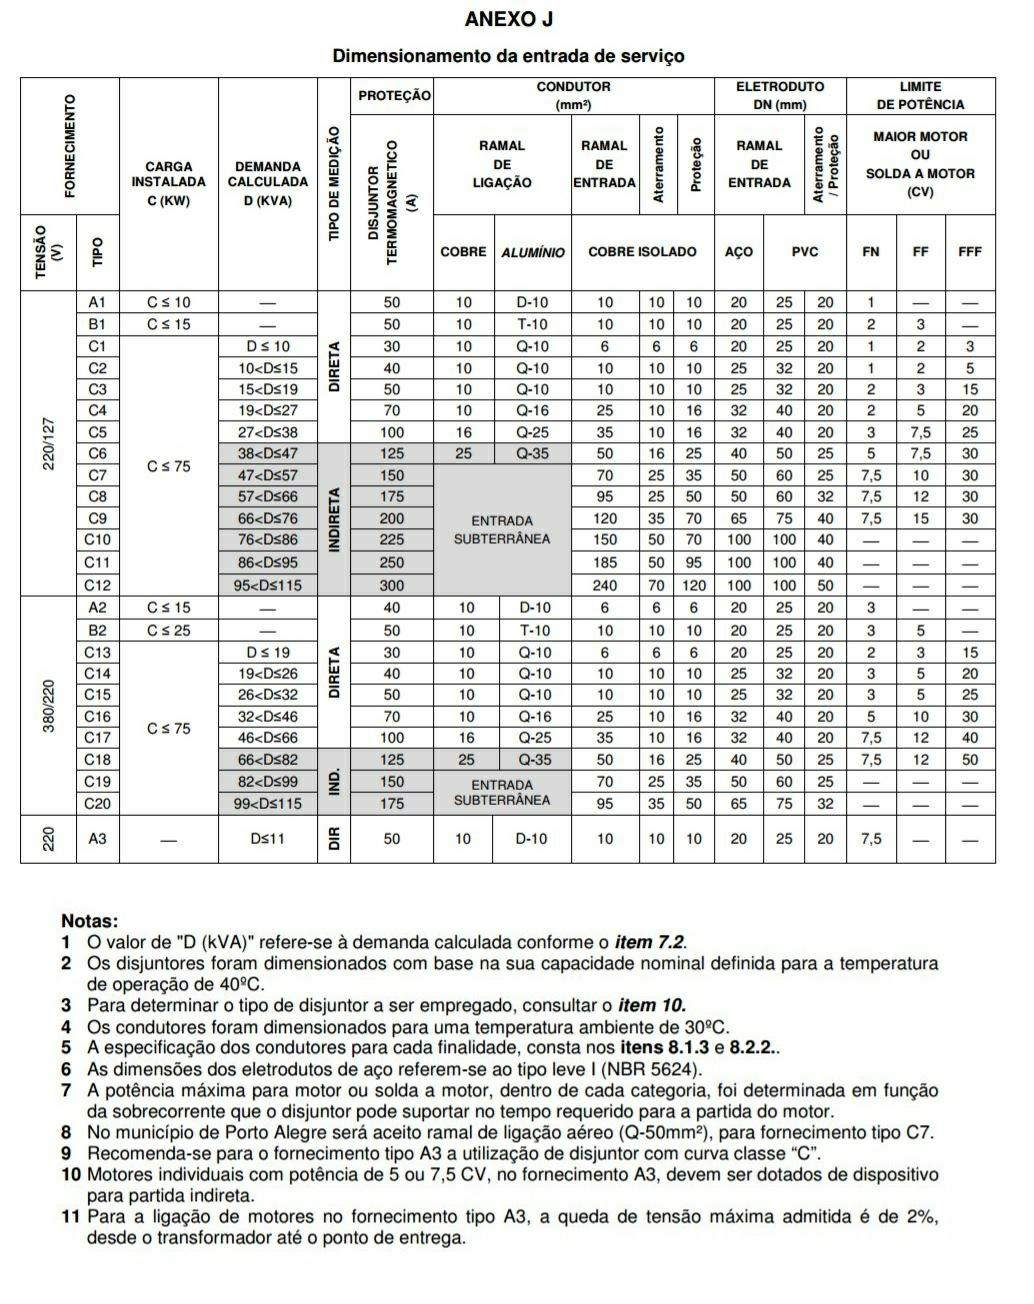 ANEXO J
Dimensionamento da entrada de serviço
FORNECIMENTO
CARGA INSTALADA C (KW)
DEMANDA CALCULADA D (KVA)
TIPO DE MEDIÇÃO
PROTEÇÃO
CONDUTOR (mm²)
ELETRODUTO DN (mm)
LIMITE DE POTÊNCIA
DISJUNTOR TERMOMAGNETICO (A)
RAMAL DE LIGAÇÃO
RAMAL DE ENTRADA
Aterramento
Proteção
RAMAL DE ENTRADA
Aterramento / Proteção
MAIOR MOTOR OU SOLDA A MOTOR (CV)
TENSÃO (V)
TIPO
COBRE
ALUMÍNIO
COBRE ISOLADO
AÇO
PVC
FN
FF
FFF
220/127
DIRETA
A1 C ≤ 10 — 50 10 D-10 10 10 10 20 25 20 1 — —
B1 C ≤ 15 — 50 10 T-10 10 10 10 20 25 20 2 3 —
C1 D ≤ 10 30 10 Q-10 6 6 6 20 25 20 1 2 3
C2 10<D≤15 40 10 Q-10 10 10 10 25 32 20 1 2 5
C3 15<D≤19 50 10 Q-10 10 10 10 25 32 20 2 3 15
C4 19<D≤27 70 10 Q-16 25 10 16 32 40 20 2 5 20
C5 27<D≤38 100 16 Q-25 35 10 16 32 40 20 3 7,5 25
C ≤ 75
INDIRETA
C6 38<D≤47 125 25 Q-35 50 16 25 40 50 25 5 7,5 30
C7 47<D≤57 150 70 25 35 50 60 25 7,5 10 30
C8 57<D≤66 175 95 25 50 50 60 32 7,5 12 30
C9 66<D≤76 200 120 35 70 65 75 40 7,5 15 30
ENTRADA SUBTERRÂNEA
C10 76<D≤86 225 150 50 70 100 100 40 — — —
C11 86<D≤95 250 185 50 95 100 100 40 — — —
C12 95<D≤115 300 240 70 120 100 100 50 — — —
380/220
DIRETA
A2 C ≤ 15 — 40 10 D-10 6 6 6 20 25 20 3 — —
B2 C ≤ 25 — 50 10 T-10 10 10 10 20 25 20 3 5 —
C13 D ≤ 19 30 10 Q-10 6 6 6 20 25 20 2 3 15
C14 19<D≤26 40 10 Q-10 10 10 10 25 32 20 3 5 20
C15 26<D≤32 50 10 Q-10 10 10 10 25 32 20 3 5 25
C16 32<D≤46 70 10 Q-16 25 10 16 32 40 20 5 10 30
C17 46<D≤66 100 16 Q-25 35 10 16 32 40 20 7,5 12 40
C ≤ 75
IND.
C18 66<D≤82 125 25 Q-35 50 16 25 40 50 25 7,5 12 50
C19 82<D≤99 150 70 25 35 50 60 25 — — —
ENTRADA SUBTERRÂNEA
C20 99<D≤115 175 95 35 50 65 75 32 — — —
220 A3 — D≤11 DIR 50 10 D-10 10 10 10 20 25 20 7,5 — —
Notas:
1 O valor de "D (kVA)" refere-se à demanda calculada conforme o item 7.2.
2 Os disjuntores foram dimensionados com base na sua capacidade nominal definida para a temperatura
de operação de 40ºC.
3 Para determinar o tipo de disjuntor a ser empregado, consultar o item 10.
4 Os condutores foram dimensionados para uma temperatura ambiente de 30ºC.
5 A especificação dos condutores para cada finalidade, consta nos itens 8.1.3 e 8.2.2..
6 As dimensões dos eletrodutos de aço referem-se ao tipo leve I (NBR 5624).
7 A potência máxima para motor ou solda a motor, dentro de cada categoria, foi determinada em função
da sobrecorrente que o disjuntor pode suportar no tempo requerido para a partida do motor.
8 No município de Porto Alegre será aceito ramal de ligação aéreo (Q-50mm²), para fornecimento tipo C7.
9 Recomenda-se para o fornecimento tipo A3 a utilização de disjuntor com curva classe “C”.
10 Motores individuais com potência de 5 ou 7,5 CV, no fornecimento A3, devem ser dotados de dispositivo
para partida indireta.
11 Para a ligação de motores no fornecimento tipo A3, a queda de tensão máxima admitida é de 2%,
desde o transformador até o ponto de entrega.